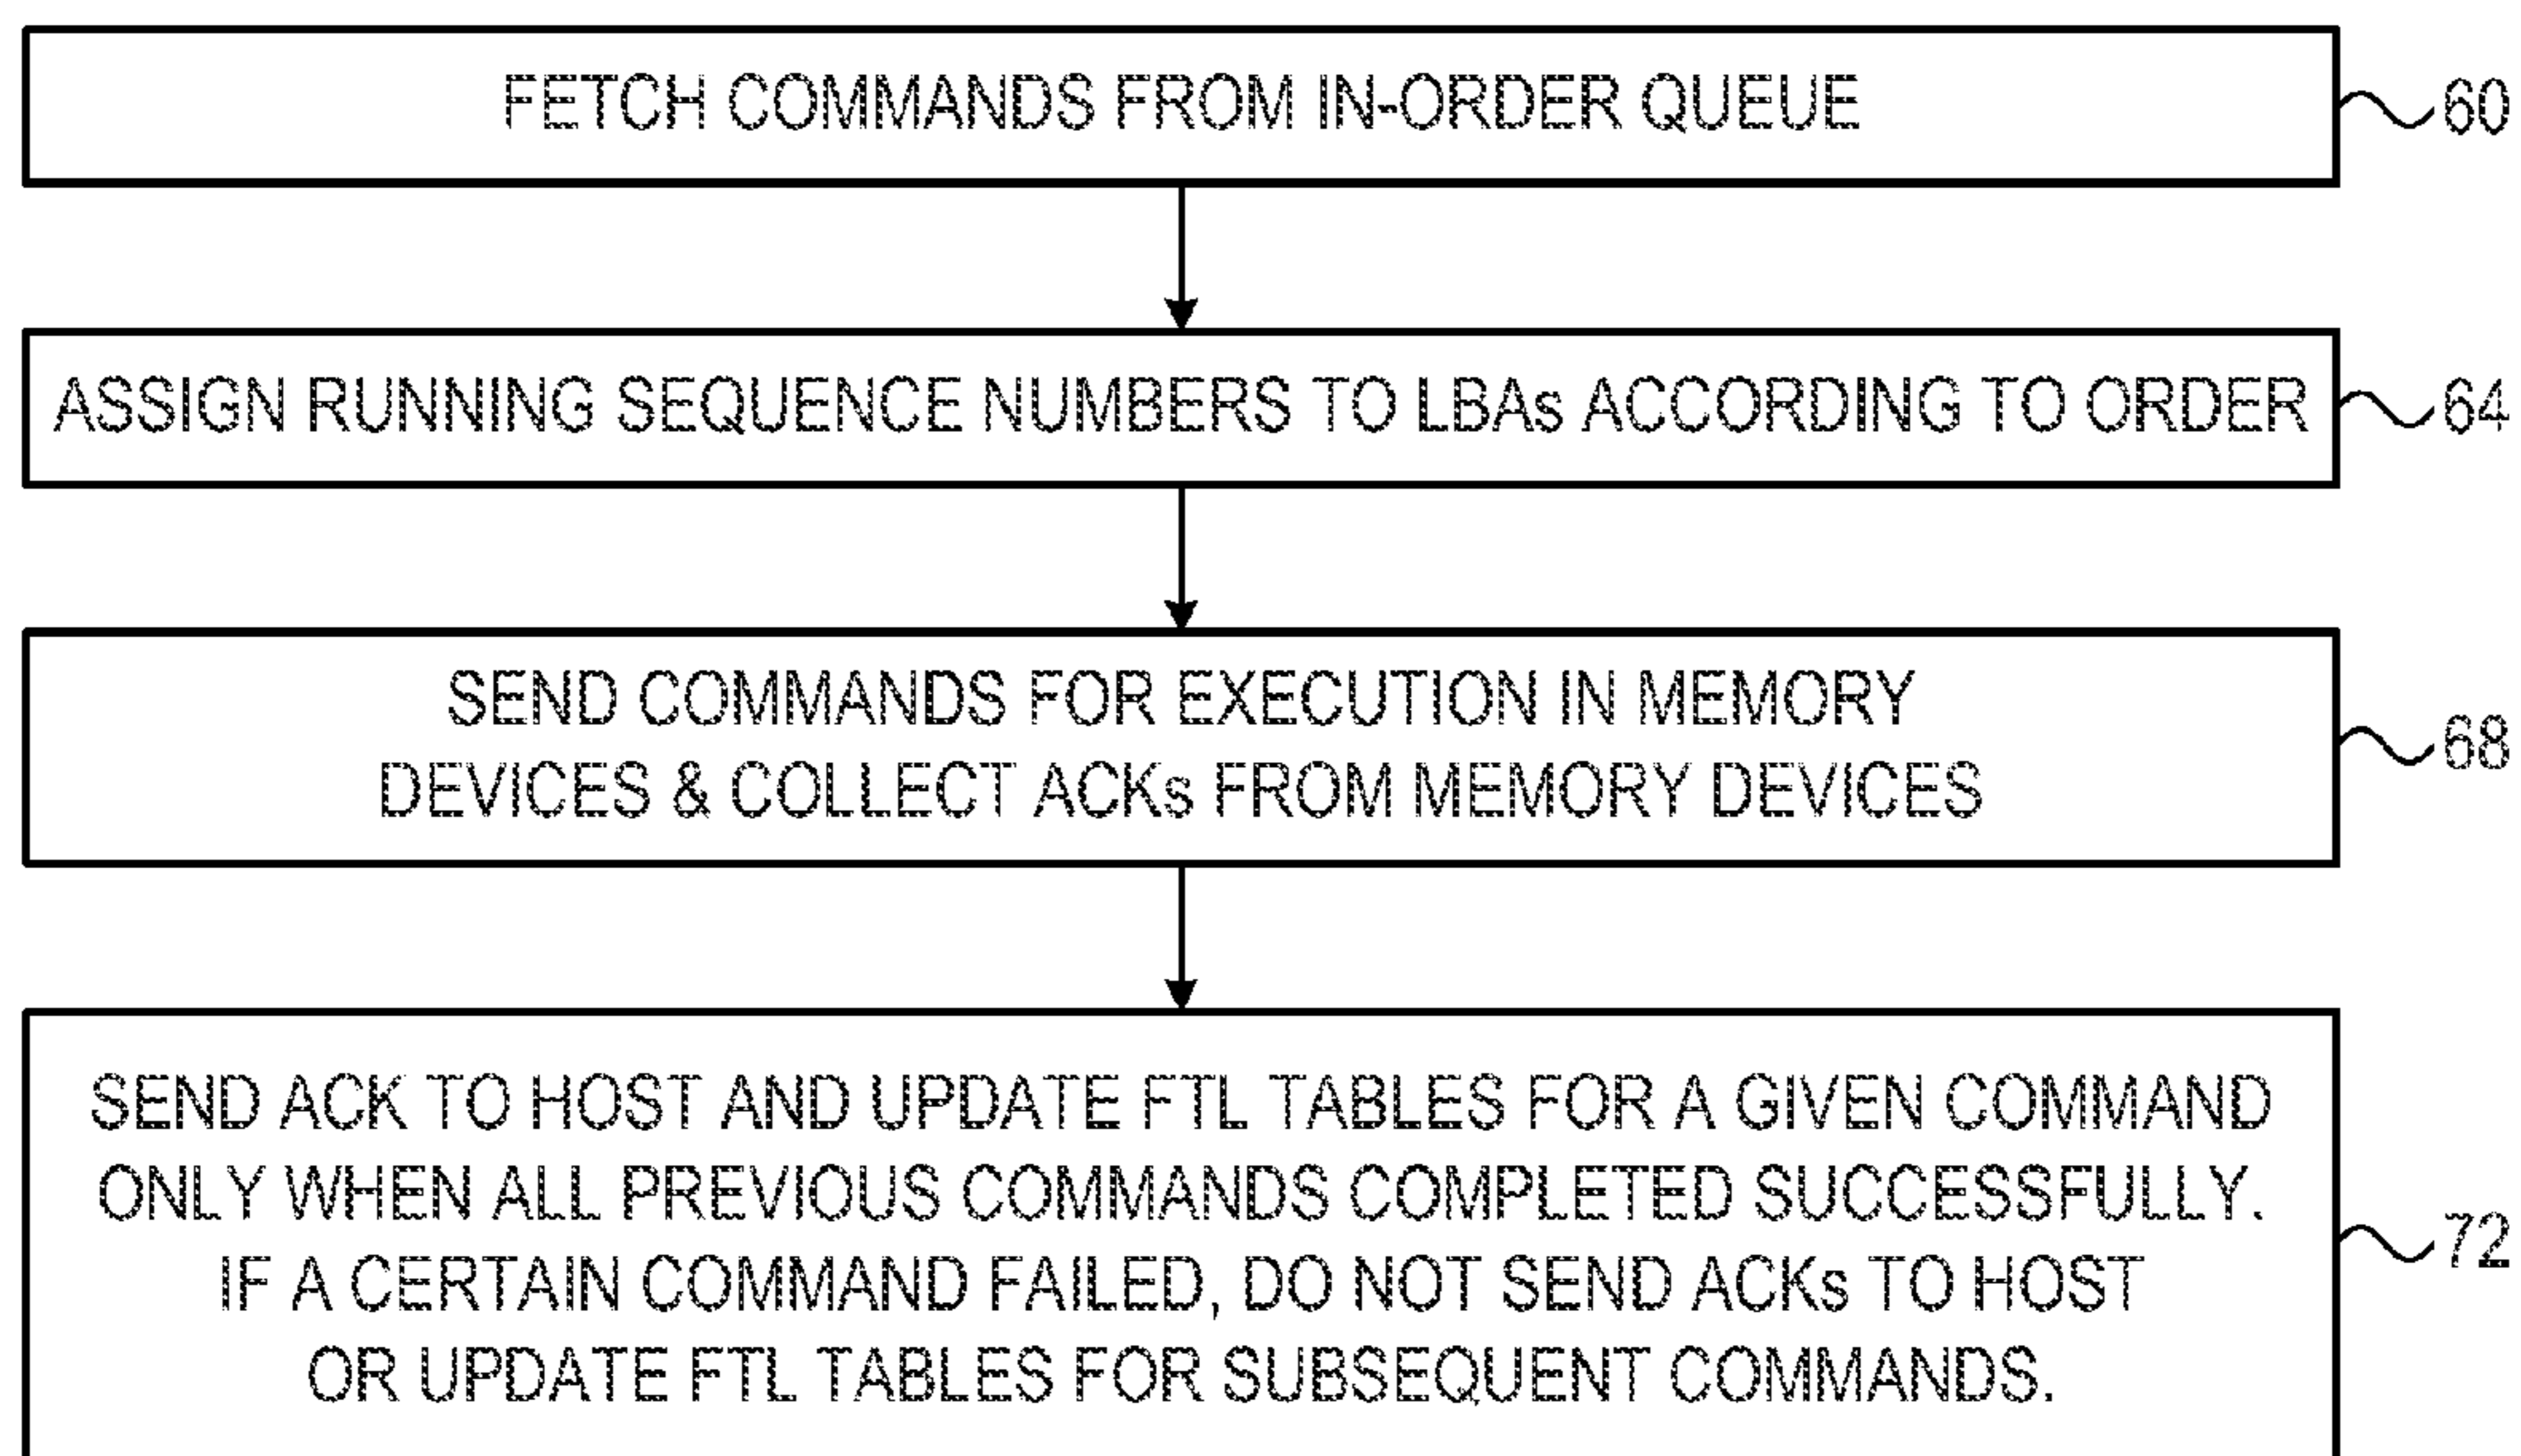 FETCH COMMANDS FROM IN-ORDER QUEUE
60
ASSIGN RUNNING SEQUENCE NUMBERS TO LBAs ACCORDING TO ORDER
64
SEND COMMANDS FOR EXECUTION IN MEMORY
DEVICES & COLLECT ACKs FROM MEMORY DEVICES
68
SEND ACK TO HOST AND UPDATE FTL TABLES FOR A GIVEN COMMAND
ONLY WHEN ALL PREVIOUS COMMANDS COMPLETED SUCCESSFULLY.
IF A CERTAIN COMMAND FAILED, DO NOT SEND ACKs TO HOST
OR UPDATE FTL TABLES FOR SUBSEQUENT COMMANDS.
72